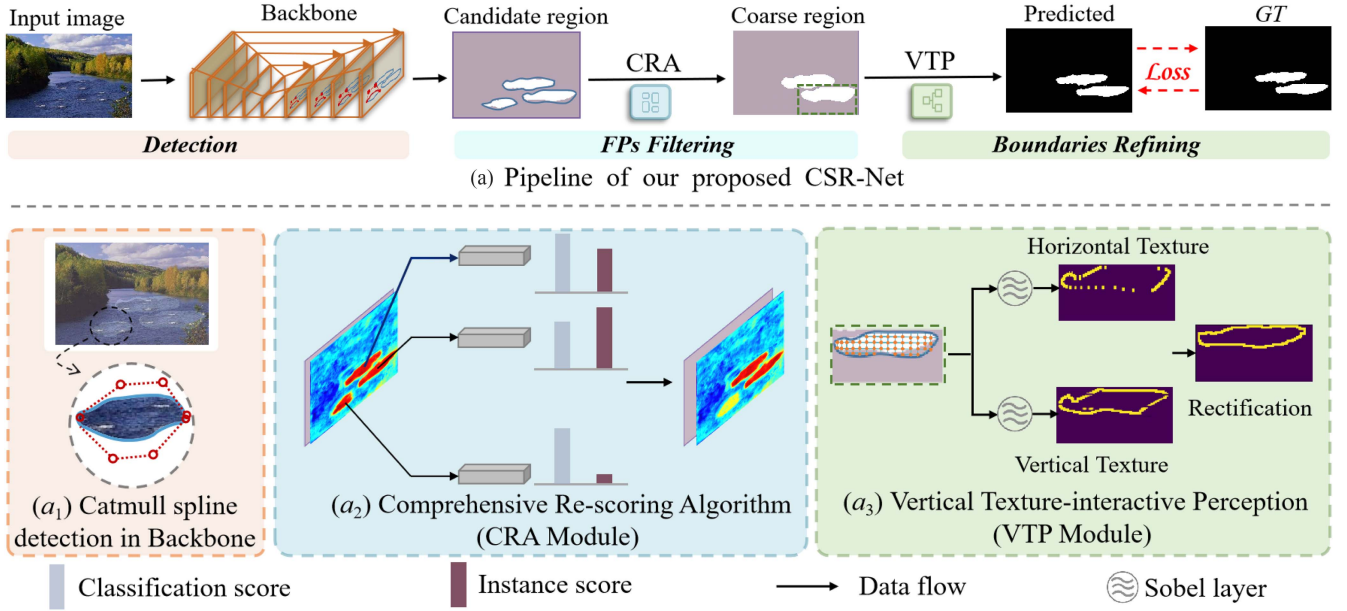 Input image
Backbone
Candidate region
Coarse region
Predicted
GT
CRA
VTP
Loss
Detection
FPs Filtering
Boundaries Refining
(a) Pipeline of our proposed CSR-Net
Horizontal Texture
Rectification
Vertical Texture
(a1) Catmull spline
detection in Backbone
(a2) Comprehensive Re-scoring Algorithm
(CRA Module)
(a3) Vertical Texture-interactive Perception
(VTP Module)
Classification score
Instance score
Data flow
Sobel layer